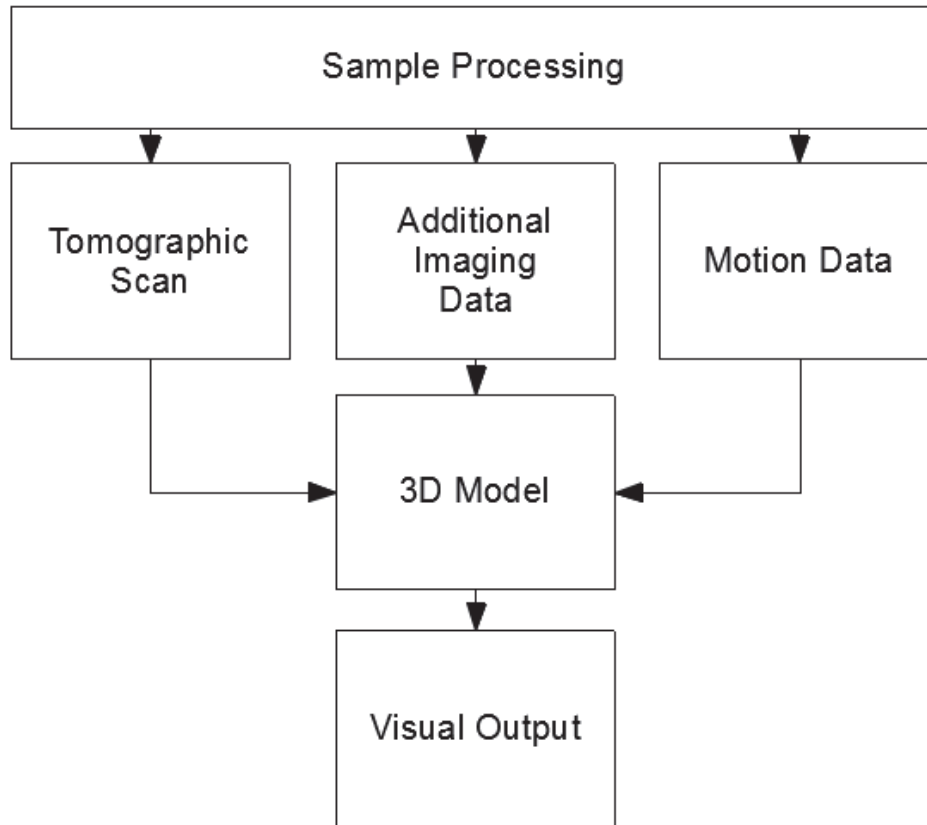 Sample Processing
Tomographic
Scan
Additional
Imaging
Data
Motion Data
3D Model
Visual Output